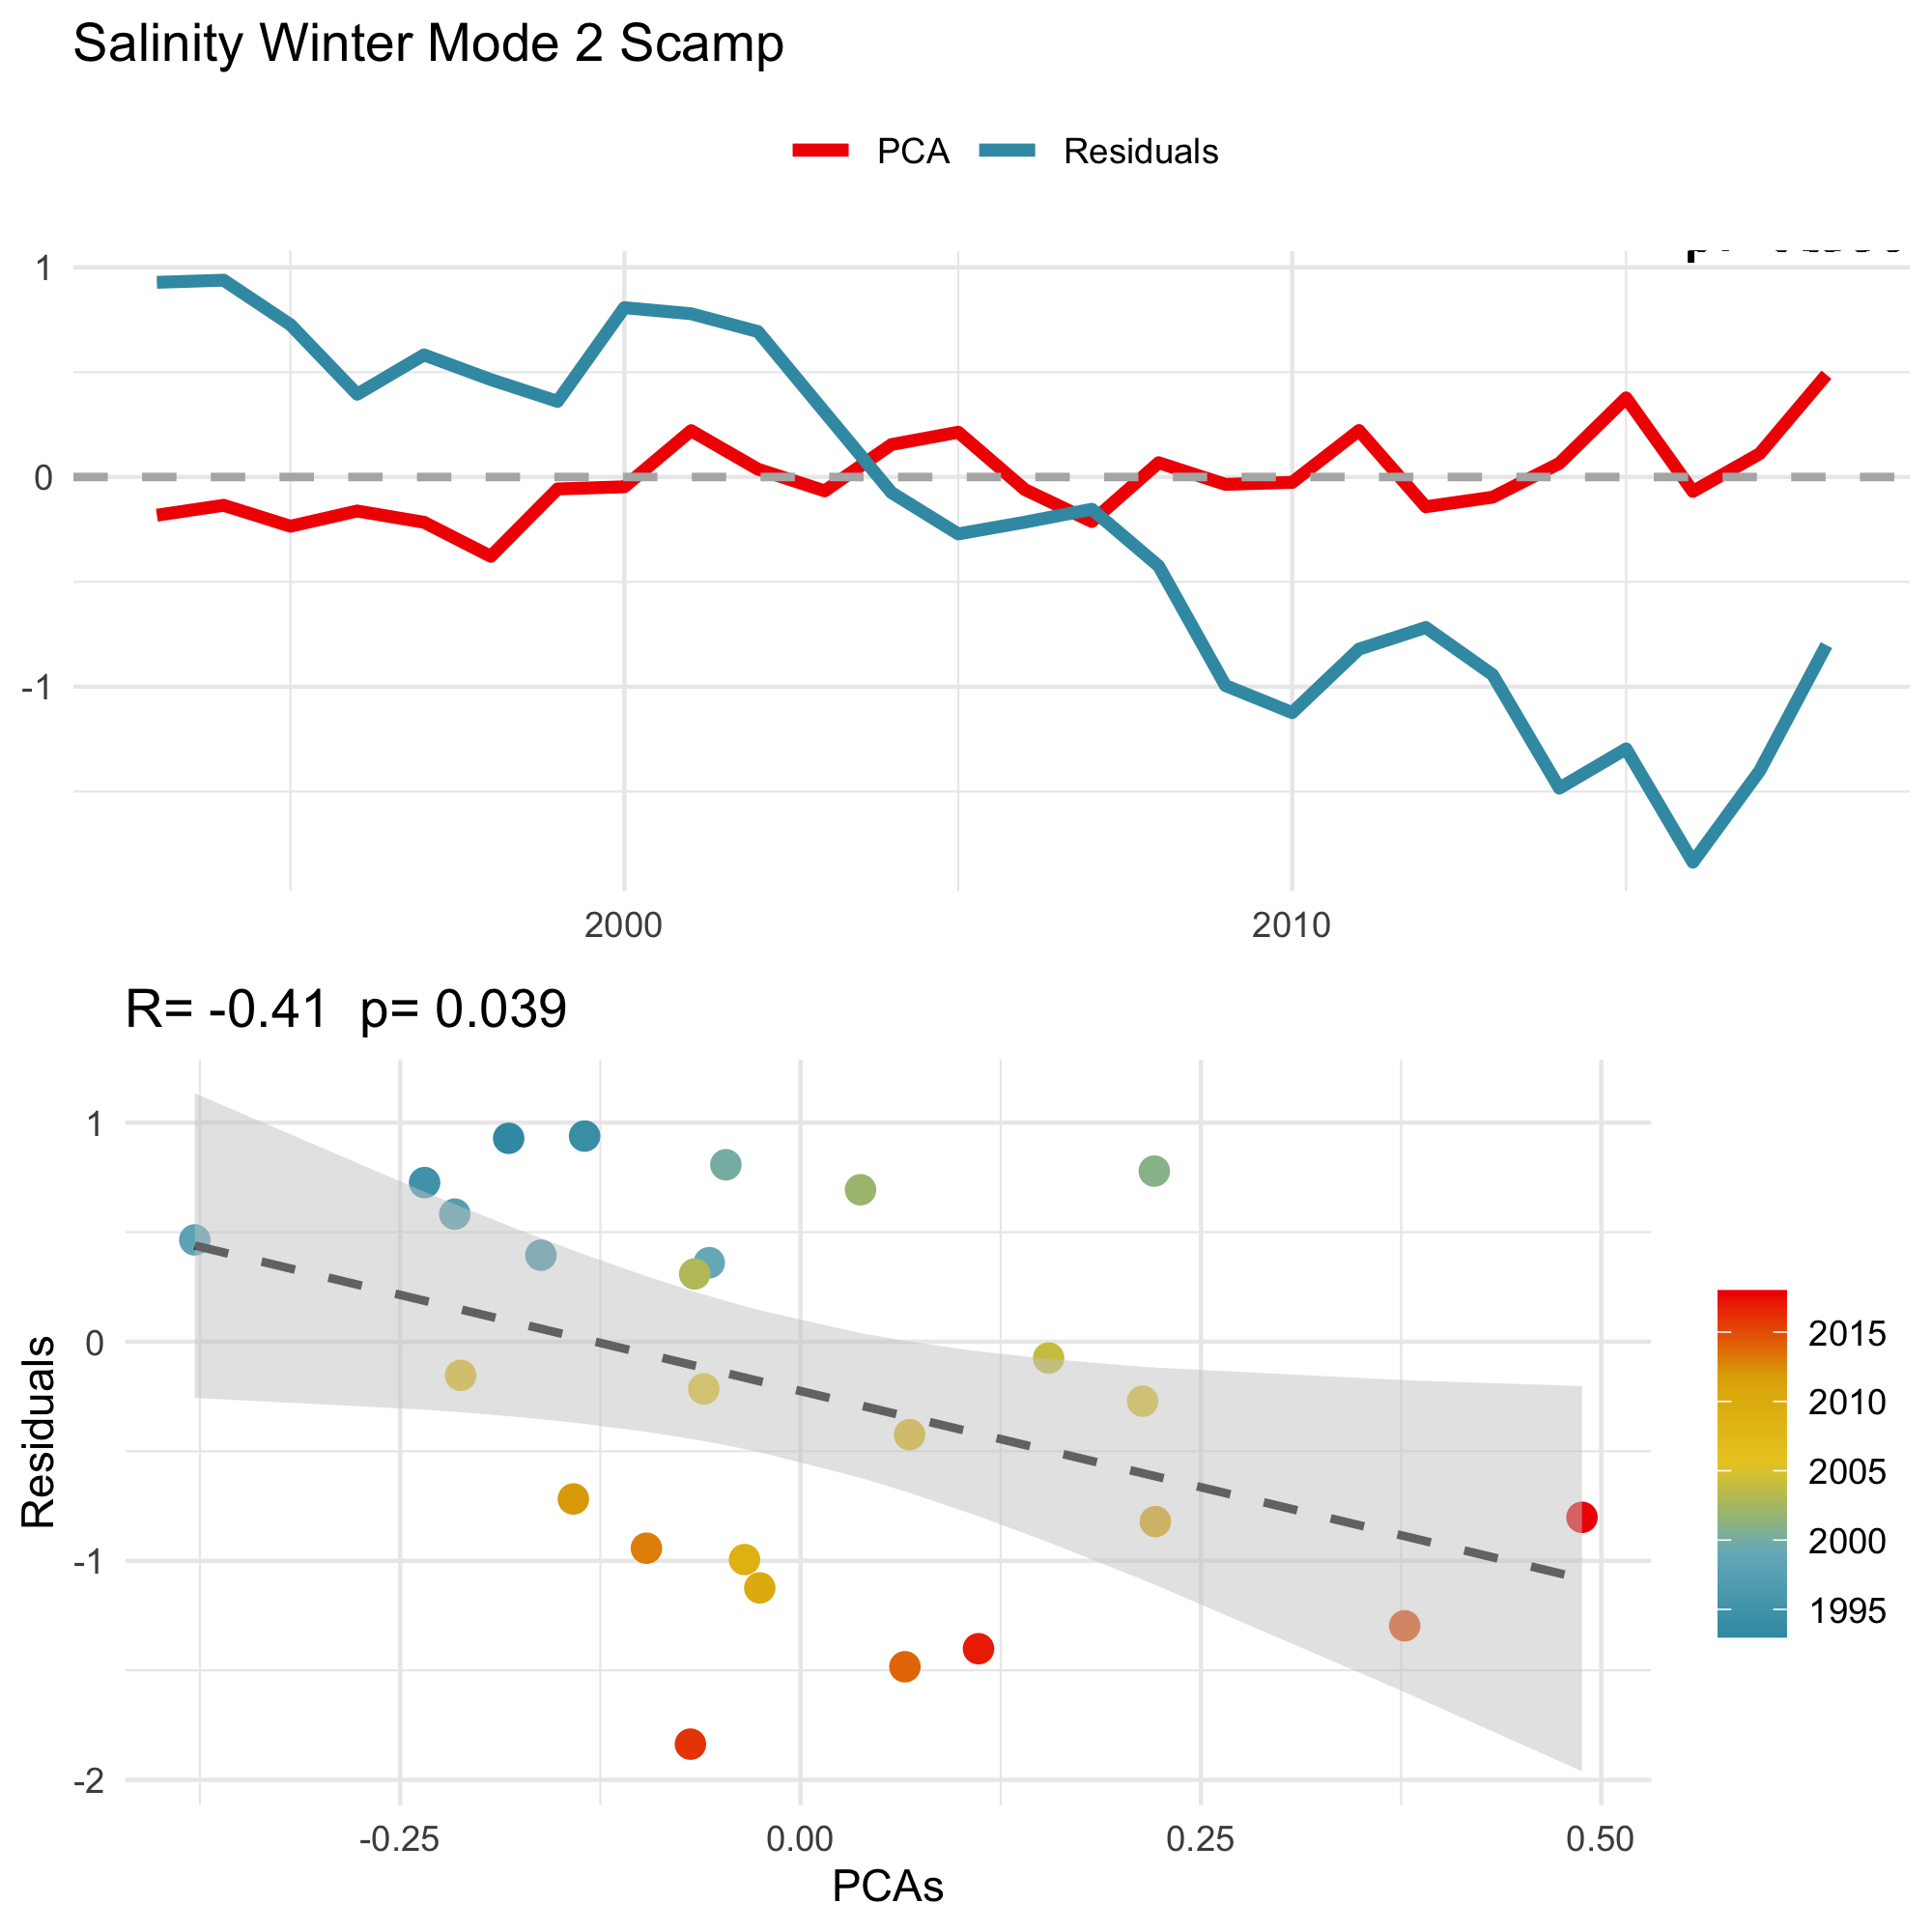 Salinity Winter Mode 2 Scamp
PCA Residuals
1
0
-1
2000 2010
R= -0.41 p= 0.039
Residuals
1
0
-1
-2
-0.25 0.00 0.25 0.50
PCAs
2015
2010
2005
2000
1995